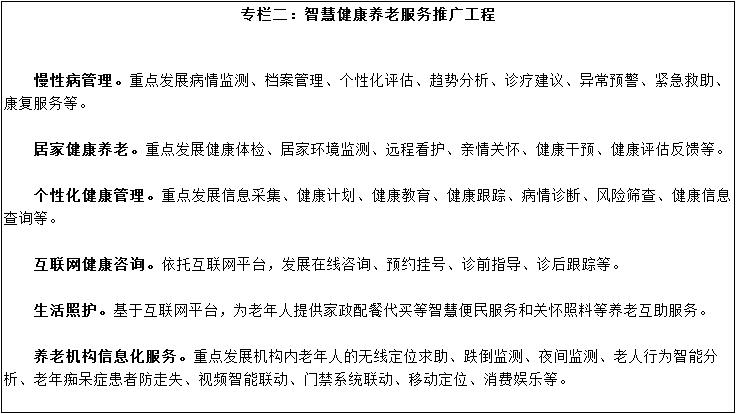 专栏二：智慧健康养老服务推广工程
慢性病管理。重点发展病情监测、档案管理、个性化评估、趋势分析、诊疗建议、异常预警、紧急救助、
康复服务等。
居家健康养老。重点发展健康体检、居家环境监测、远程看护、亲情关怀、健康干预、健康评估反馈等。
个性化健康管理。重点发展信息采集、健康计划、健康教育、健康跟踪、病情诊断、风险筛查、健康信息
查询等。
互联网健康咨询。依托互联网平台，发展在线咨询、预约挂号、诊前指导、诊后跟踪等。
生活照护。基于互联网平台，为老年人提供家政配餐代买等智慧便民服务和关怀照料等养老互助服务。
养老机构信息化服务。重点发展机构内老年人的无线定位求助、跌倒监测、夜间监测、老人行为智能分
析、老年痴呆症患者防走失、视频智能联动、门禁系统联动、移动定位、消费娱乐等。